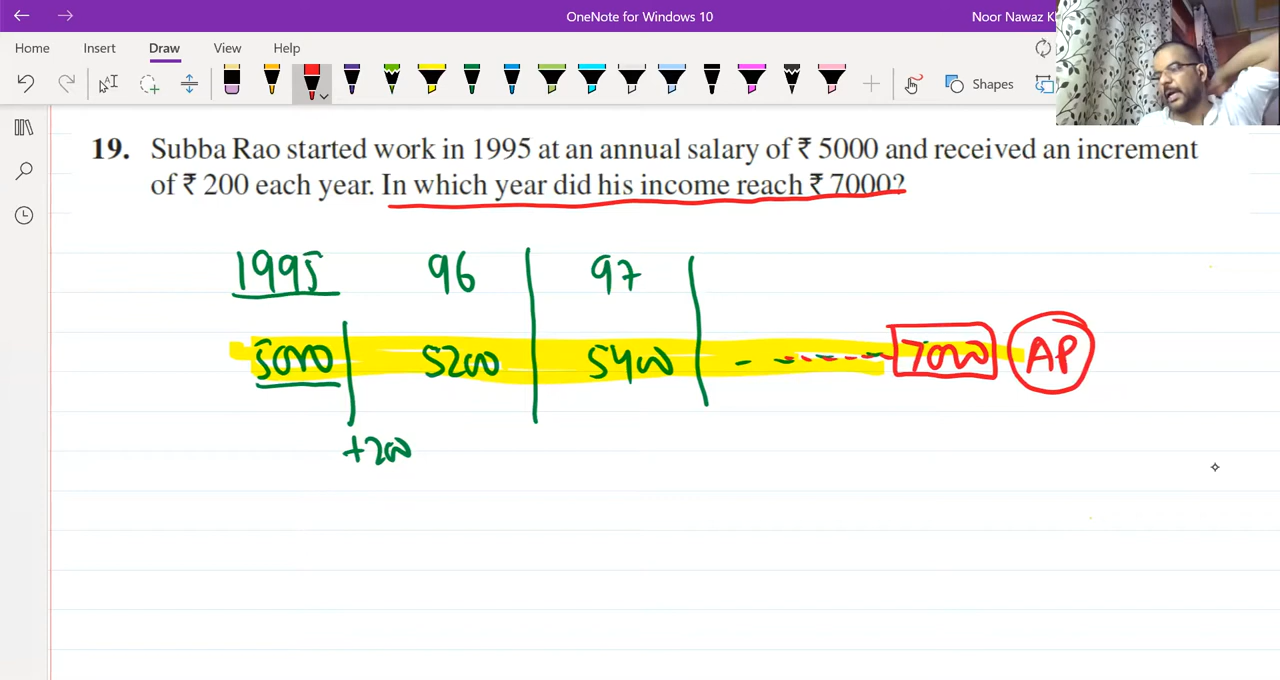 OneNote for Windows 10
Noor Nawaz K
Home Insert Draw View Help
Shapes
19. Subba Rao started work in 1995 at an annual salary of ₹ 5000 and received an increment
of ₹ 200 each year. In which year did his income reach ₹ 7000?
1995 96 97
5000 5200 5400 - ----- 7000 AP
+200